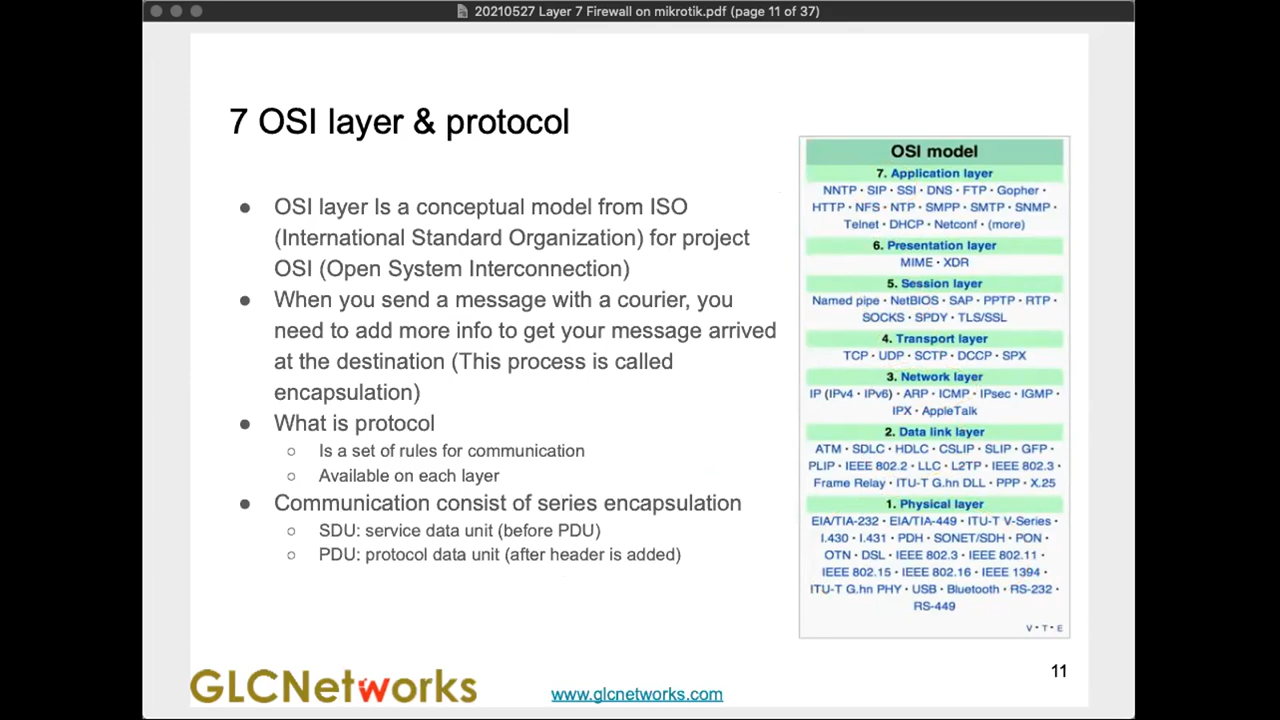 20210527 Layer 7 Firewall on mikrotik.pdf (page 11 of 37)
7 OSI layer & protocol
● OSI layer Is a conceptual model from ISO
(International Standard Organization) for project
OSI (Open System Interconnection)
● When you send a message with a courier, you
need to add more info to get your message arrived
at the destination (This process is called
encapsulation)
● What is protocol
○ Is a set of rules for communication
○ Available on each layer
● Communication consist of series encapsulation
○ SDU: service data unit (before PDU)
○ PDU: protocol data unit (after header is added)
OSI model
7. Application layer
NNTP · SIP · SSI · DNS · FTP · Gopher ·
HTTP · NFS · NTP · SMPP · SMTP · SNMP ·
Telnet · DHCP · Netconf · (more)
6. Presentation layer
MIME · XDR
5. Session layer
Named pipe · NetBIOS · SAP · PPTP · RTP ·
SOCKS · SPDY · TLS/SSL
4. Transport layer
TCP · UDP · SCTP · DCCP · SPX
3. Network layer
IP (IPv4 · IPv6) · ARP · ICMP · IPsec · IGMP ·
IPX · AppleTalk
2. Data link layer
ATM · SDLC · HDLC · CSLIP · SLIP · GFP ·
PLIP · IEEE 802.2 · LLC · L2TP · IEEE 802.3 ·
Frame Relay · ITU-T G.hn DLL · PPP · X.25
1. Physical layer
EIA/TIA-232 · EIA/TIA-449 · ITU-T V-Series ·
I.430 · I.431 · PDH · SONET/SDH · PON ·
OTN · DSL · IEEE 802.3 · IEEE 802.11 ·
IEEE 802.15 · IEEE 802.16 · IEEE 1394 ·
ITU-T G.hn PHY · USB · Bluetooth · RS-232 ·
RS-449
V · T · E
11
GLCNetworks
www.glcnetworks.com